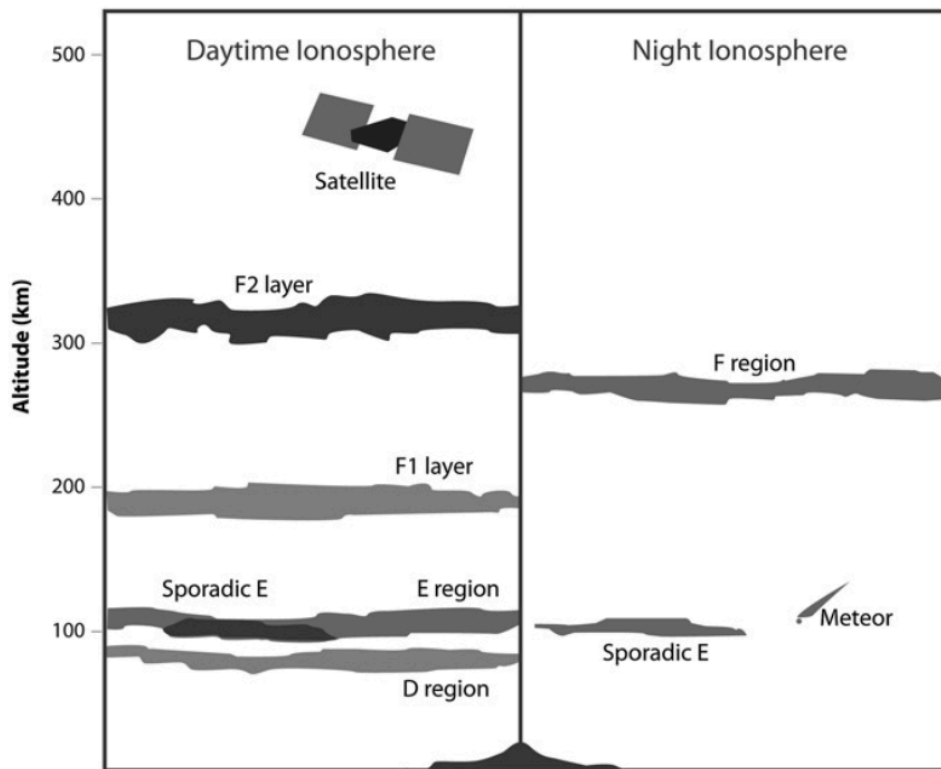 Daytime Ionosphere
Night Ionosphere
500
Satellite
400
F2 layer
Altitude (km)
300
F region
F1 layer
200
Sporadic E
E region
100
Meteor
Sporadic E
D region